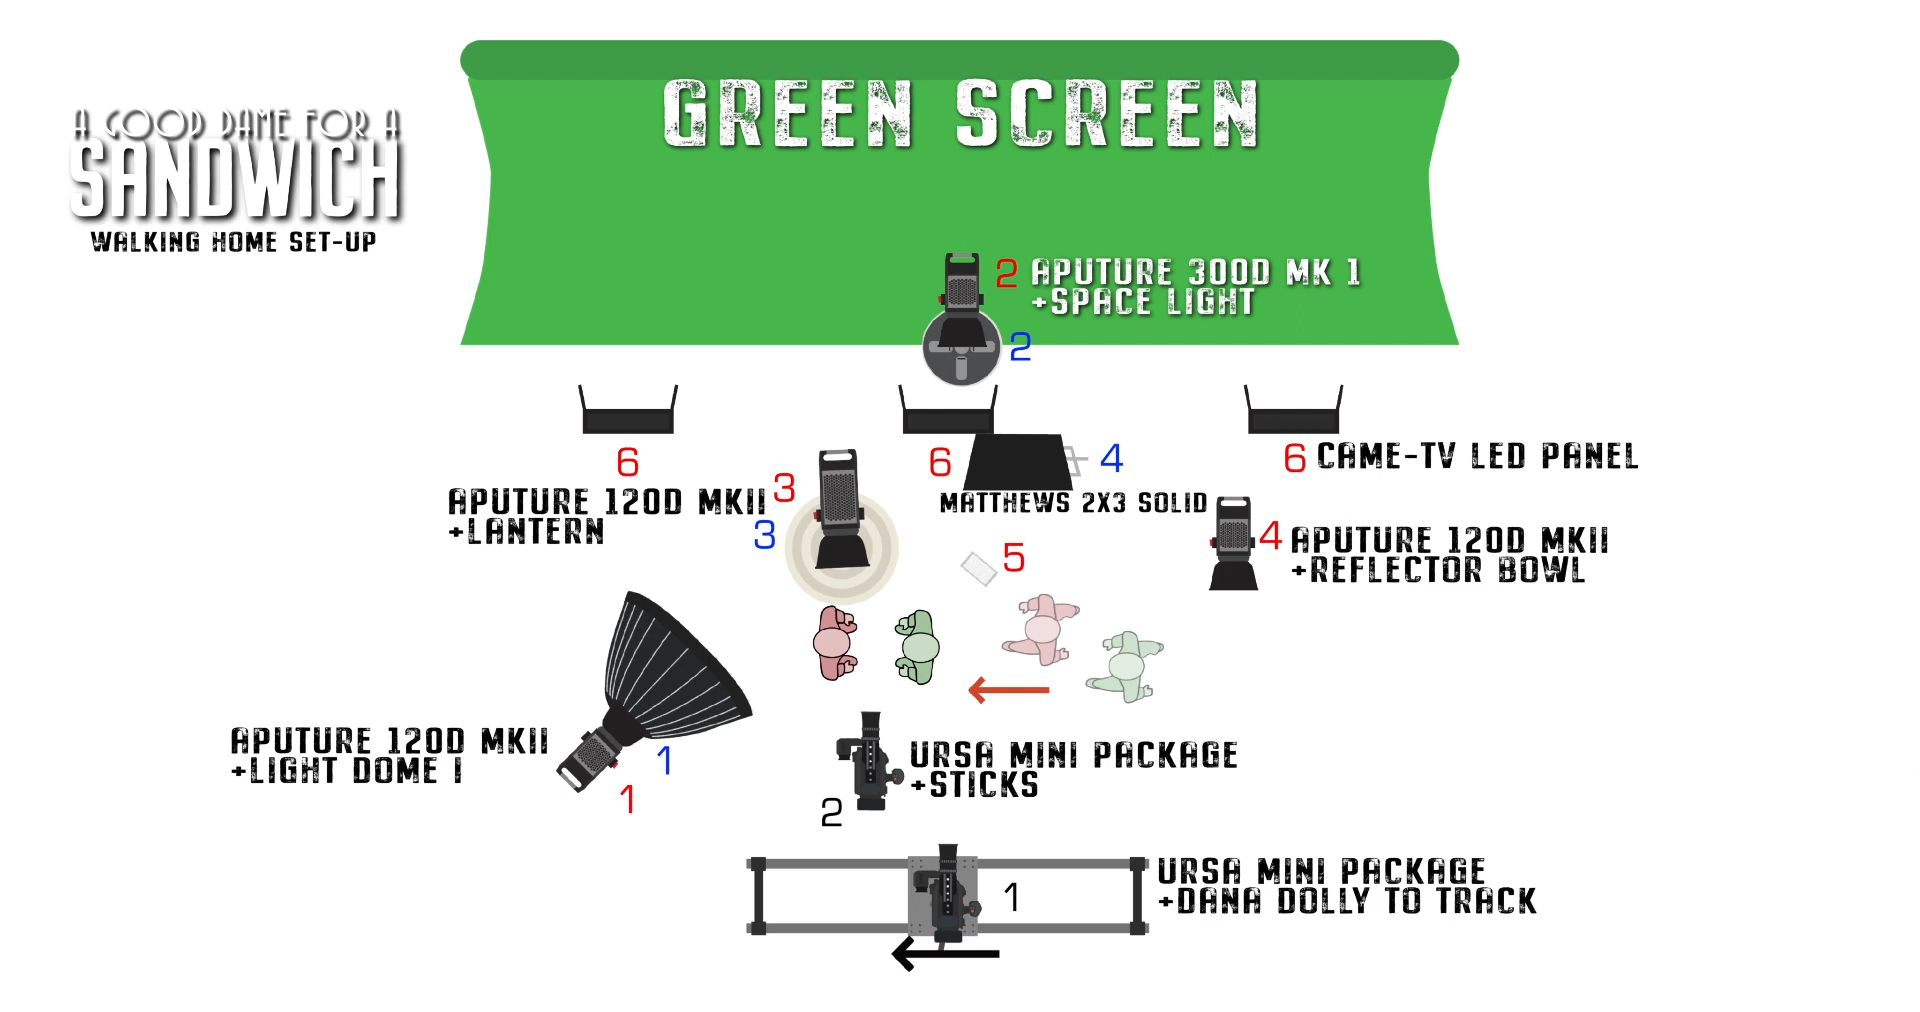 A GOOD DAME FOR A
SANDWICH
WALKING HOME SET-UP
GREEN SCREEN
2 APUTURE 300D MK 1
+SPACE LIGHT
2
6
6
4
6 CAME-TV LED PANEL
APUTURE 120D MKII 3
+LANTERN
3
MATTHEWS 2X3 SOLID
5
4 APUTURE 120D MKII
+REFLECTOR BOWL
APUTURE 120D MKII
+LIGHT DOME I
1
1
URSA MINI PACKAGE
+STICKS
2
1
URSA MINI PACKAGE
+DANA DOLLY TO TRACK